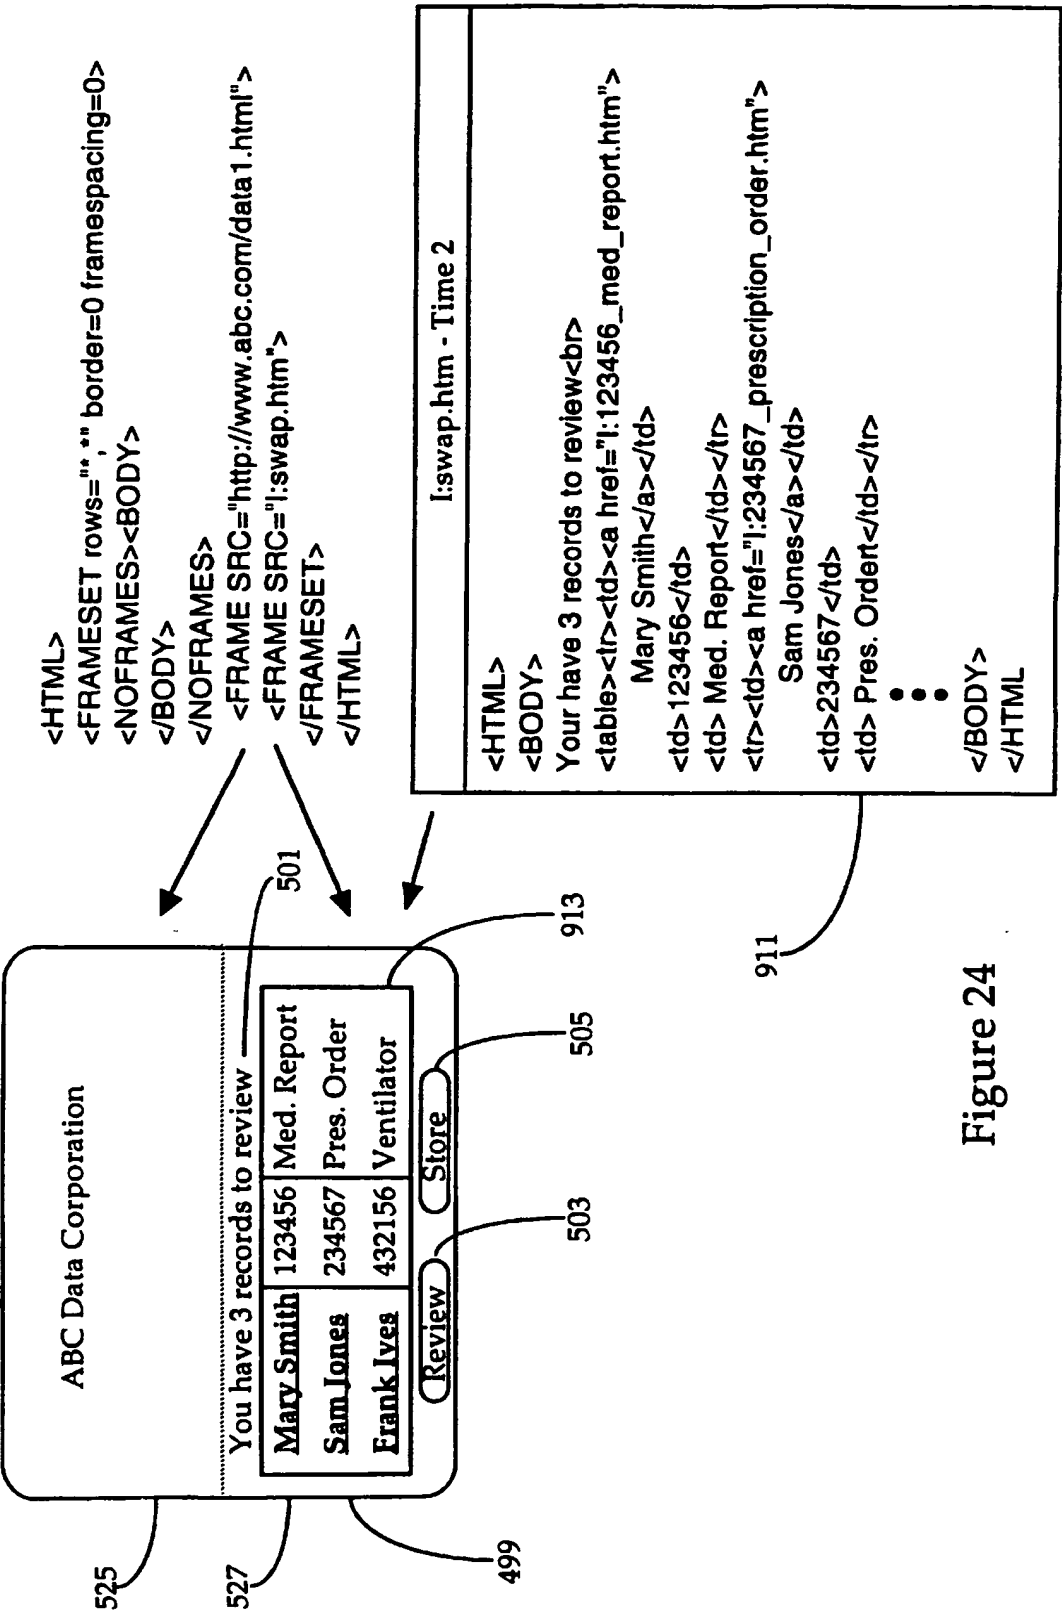 <HTML>
<FRAMESET rows="*,*" border=0 framespacing=0>
<NOFRAMES><BODY>
</BODY>
</NOFRAMES>
<FRAME SRC="http://www.abc.com/data1.html">
<FRAME SRC="l:swap.htm">
</FRAMESET>
</HTML>
ABC Data Corporation
You have 3 records to review
Mary Smith 123456 Med. Report
Sam Jones 234567 Pres. Order
Frank Ives 432156 Ventilator
Review Store
525
527
499
501
913
503
505
l:swap.htm - Time 2
<HTML>
<BODY>
Your have 3 records to review<br>
<table><tr><td><a href="l:123456_med_report.htm">
Mary Smith</a></td>
<td>123456</td>
<td> Med. Report</td></tr>
<tr><td><a href="l:234567_prescription_order.htm">
Sam Jones</a></td>
<td>234567</td>
<td> Pres. Ordert</td></tr>
</BODY>
</HTML
911
Figure 24